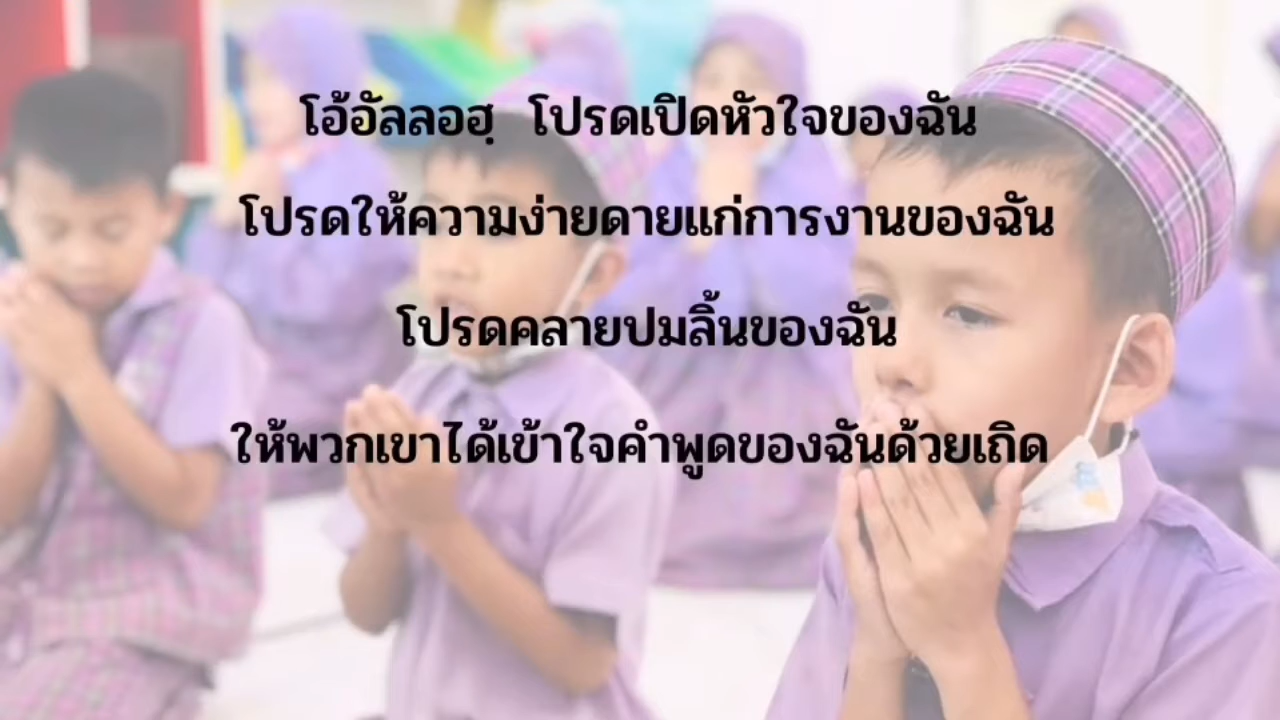 โอ้อัลลอฮฺ โปรดเปิดหัวใจของฉัน
โปรดให้ความง่ายดายแก่การงานของฉัน
โปรดคลายปมลิ้นของฉัน
ให้พวกเขาได้เข้าใจคำพูดของฉันด้วยเถิด